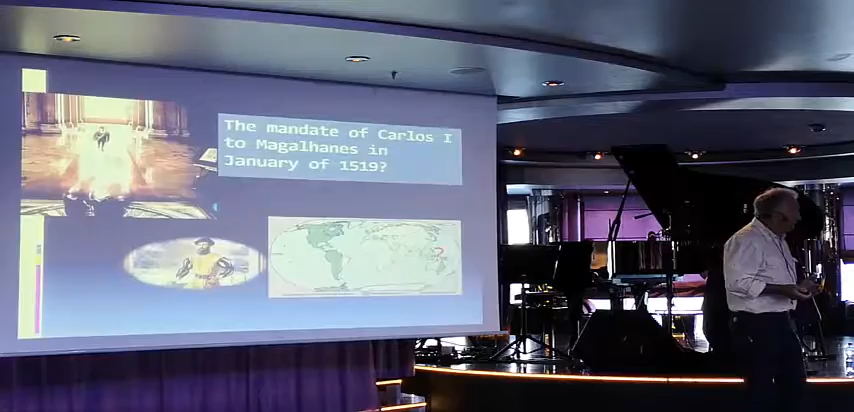 The mandate of Carlos I
to Magalhanes in
January of 1519?